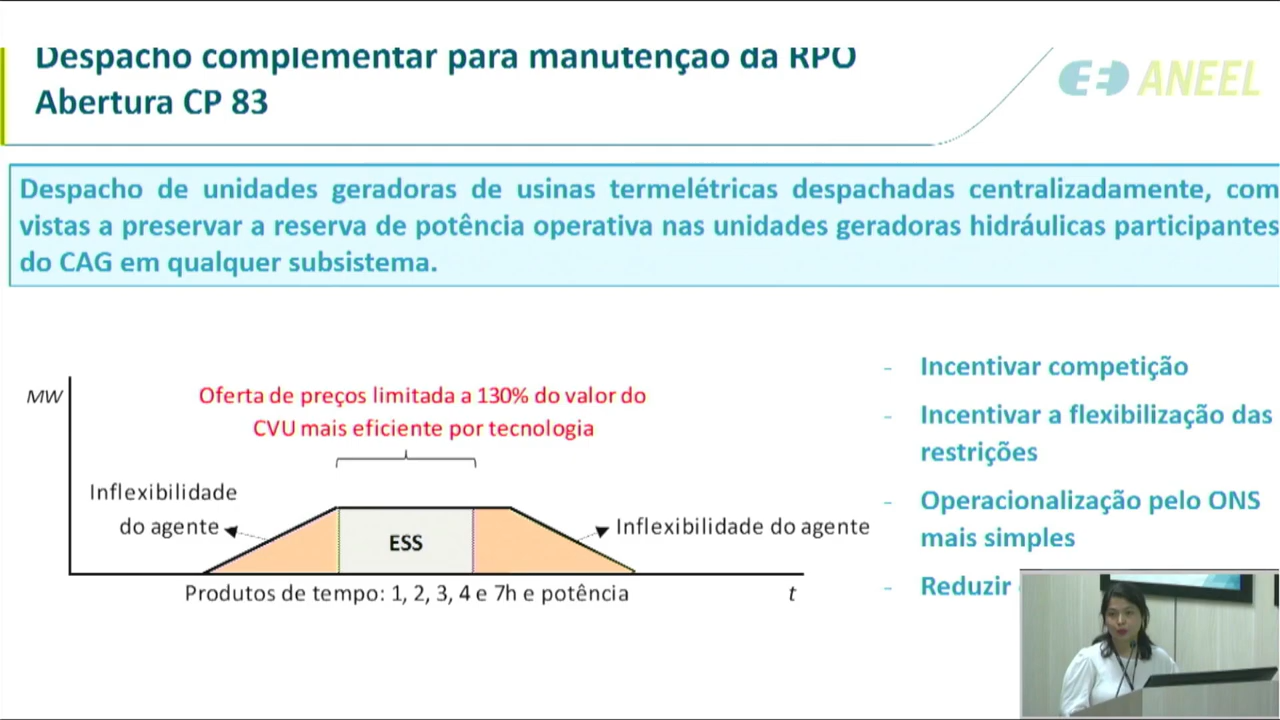 Despacho complementar para manutenção da RPO
Abertura CP 83
ANEEL
Despacho de unidades geradoras de usinas termelétricas despachadas centralizadamente, com
vistas a preservar a reserva de potência operativa nas unidades geradoras hidráulicas participantes
do CAG em qualquer subsistema.
MW
Oferta de preços limitada a 130% do valor do
CVU mais eficiente por tecnologia
Inflexibilidade
do agente
ESS
Inflexibilidade do agente
Produtos de tempo: 1, 2, 3, 4 e 7h e potência
t
- Incentivar competição
- Incentivar a flexibilização das
restrições
- Operacionalização pelo ONS
mais simples
- Reduzir